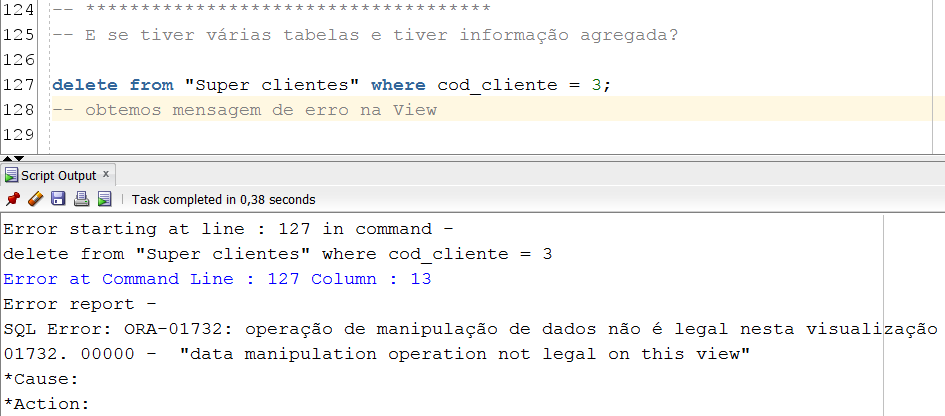 124 -- *************************************
125 -- E se tiver várias tabelas e tiver informação agregada?
126
127 delete from "Super clientes" where cod_cliente = 3;
128 -- obtemos mensagem de erro na View
129
Script Output x
Task completed in 0,38 seconds
Error starting at line : 127 in command -
delete from "Super clientes" where cod_cliente = 3
Error at Command Line : 127 Column : 13
Error report -
SQL Error: ORA-01732: operação de manipulação de dados não é legal nesta visualização
01732. 00000 -  "data manipulation operation not legal on this view"
*Cause:
*Action: